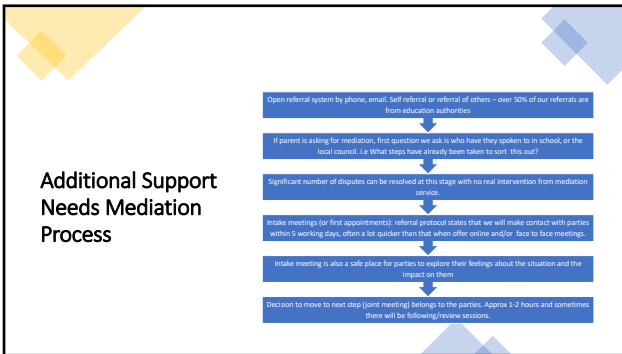 Additional Support
Needs Mediation
Process
Open referral system by phone, email. Self referral or referral of others – over 50% of our referrals are
from education authorities
If parent is asking for mediation, first question we ask is who have they spoken to in school, or the
local council. i.e What steps have already been taken to sort this out?
Significant number of disputes can be resolved at this stage with no real intervention from mediation
service.
Intake meetings (or first appointments): referral protocol states that we will make contact with parties
within 5 working days, often a lot quicker than that when offer online and/or face to face meetings.
Intake meeting is also a safe place for parties to explore their feelings about the situation and the
impact on them
Decision to move to next step (joint meeting) belongs to the parties. Approx 1-2 hours and sometimes
there will be following/review sessions.